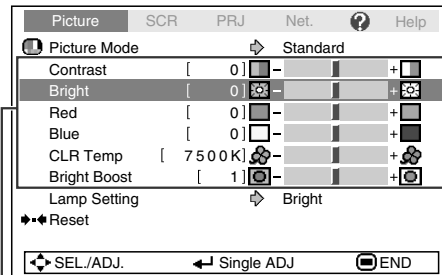 Picture SCR PRJ Net. ? Help
Picture Mode Standard
Contrast [ 0] - +
Bright [ 0] - +
Red [ 0] - +
Blue [ 0] - +
CLR Temp [ 7500K] - +
Bright Boost [ 1] - +
Lamp Setting Bright
Reset
SEL./ADJ. Single ADJ END